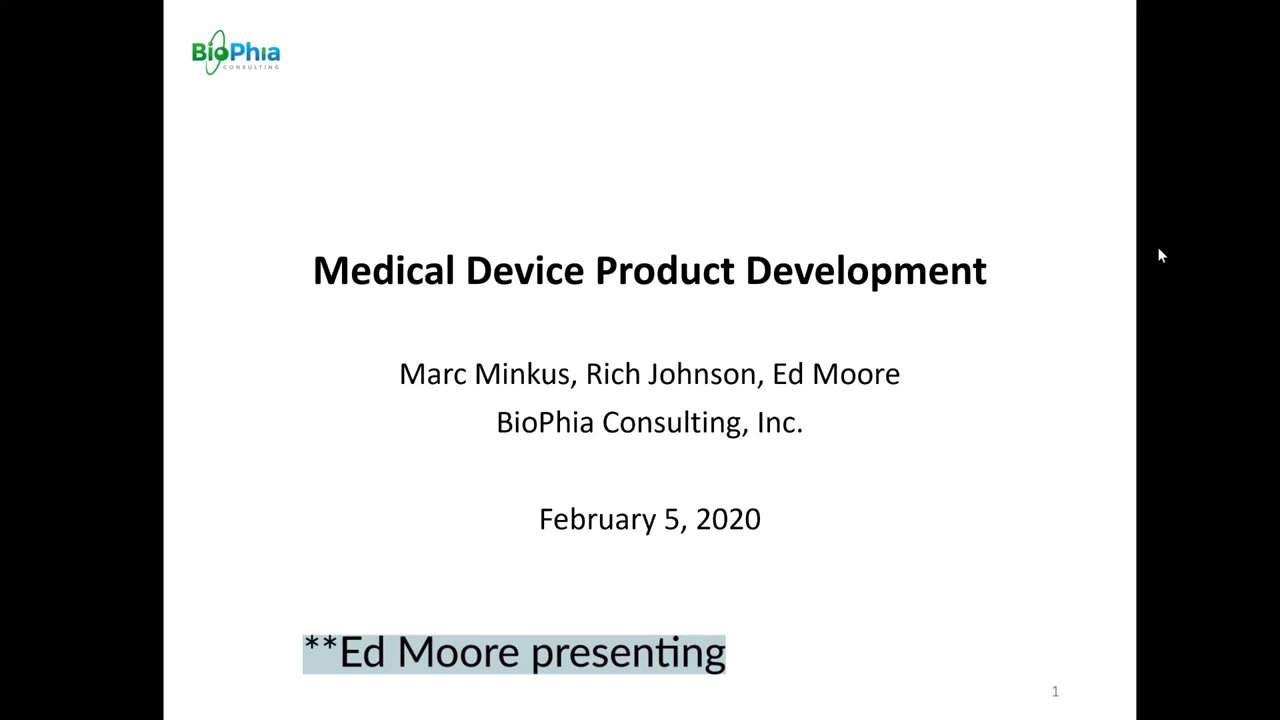 BioPhia
CONSULTING
Medical Device Product Development
Marc Minkus, Rich Johnson, Ed Moore
BioPhia Consulting, Inc.
February 5, 2020
**Ed Moore presenting
1